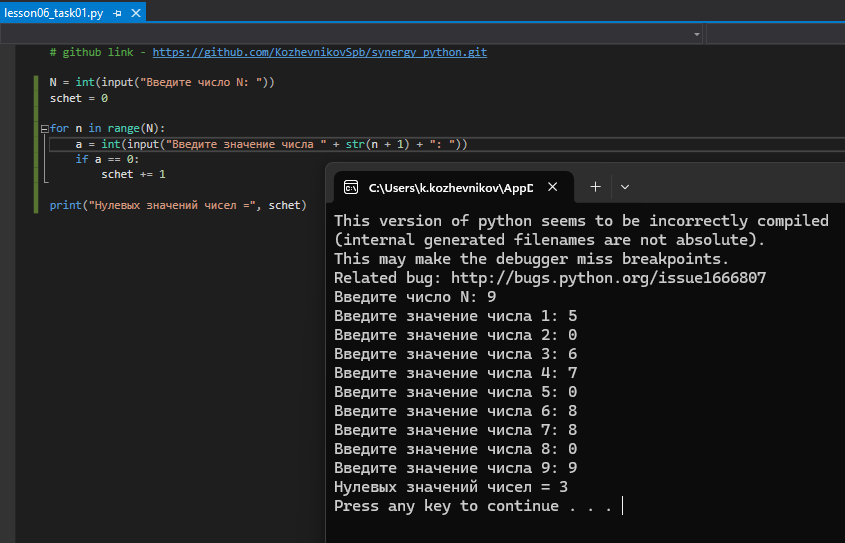 lesson06_task01.py
# github link - https://github.com/KozhevnikovSpb/synergy_python.git
N = int(input("Введите число N: "))
schet = 0
for n in range(N):
a = int(input("Введите значение числа " + str(n + 1) + ": "))
if a == 0:
schet += 1
print("Нулевых значений чисел =", schet)
C:\Users\k.kozhevnikov\AppD
This version of python seems to be incorrectly compiled
(internal generated filenames are not absolute).
This may make the debugger miss breakpoints.
Related bug: http://bugs.python.org/issue1666807
Введите число N: 9
Введите значение числа 1: 5
Введите значение числа 2: 0
Введите значение числа 3: 6
Введите значение числа 4: 7
Введите значение числа 5: 0
Введите значение числа 6: 8
Введите значение числа 7: 8
Введите значение числа 8: 0
Введите значение числа 9: 9
Нулевых значений чисел = 3
Press any key to continue . . .